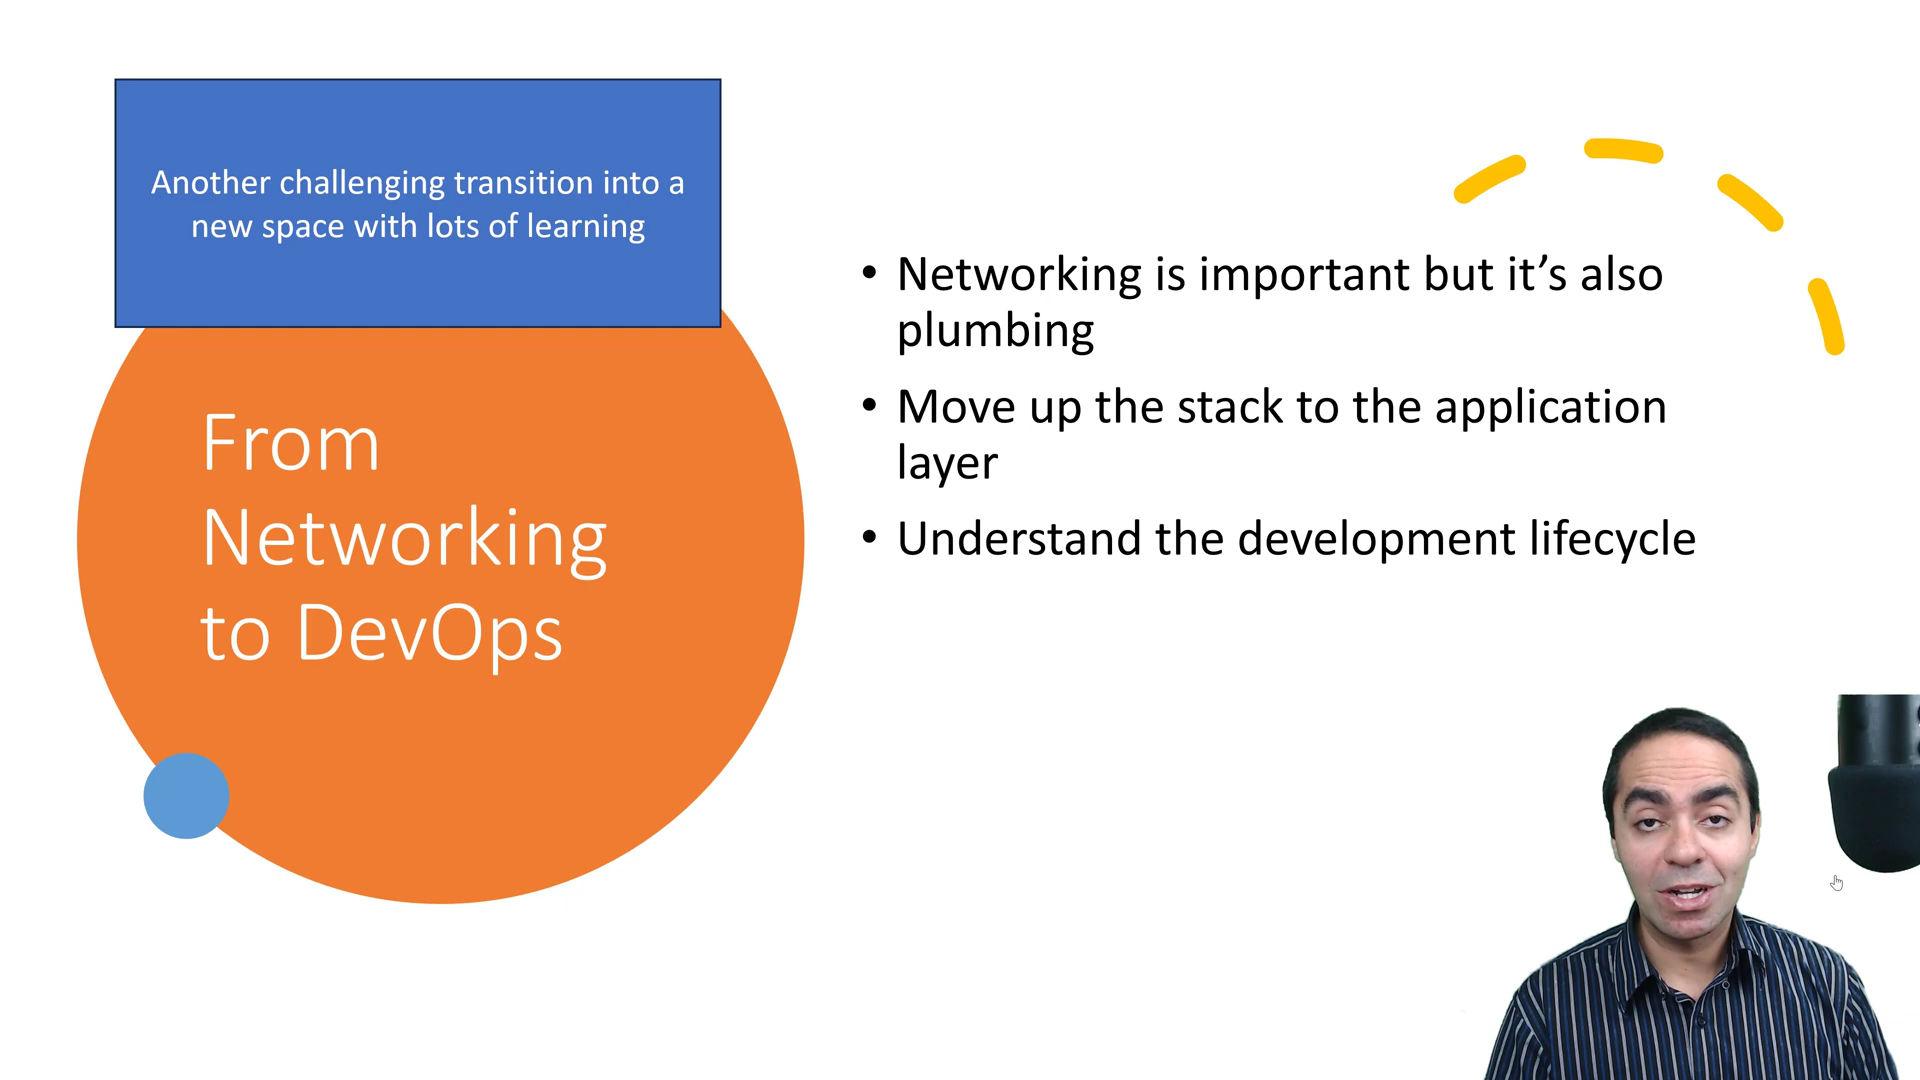 Another challenging transition into a
new space with lots of learning
From
Networking
to DevOps
• Networking is important but it’s also
plumbing
• Move up the stack to the application
layer
• Understand the development lifecycle